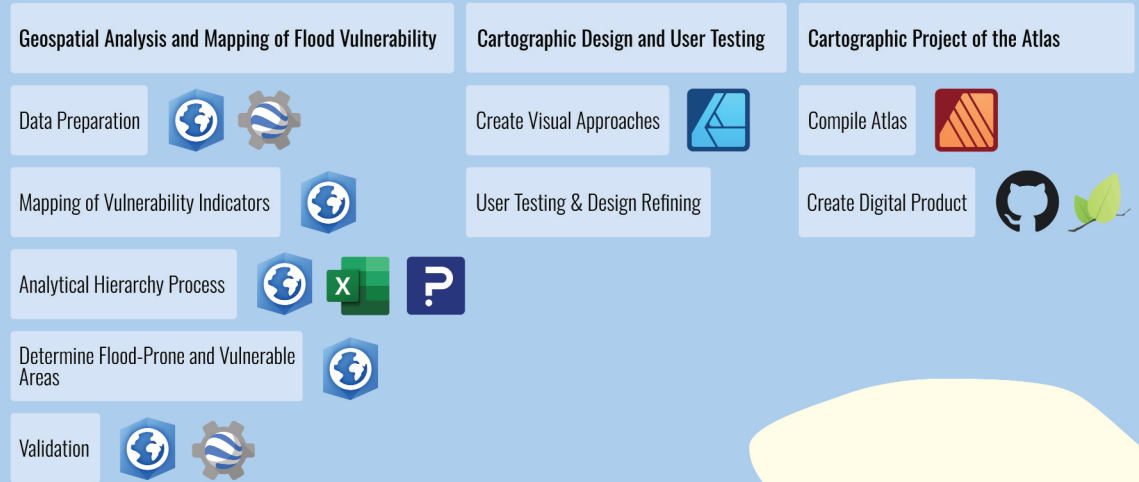 Geospatial Analysis and Mapping of Flood Vulnerability
Cartographic Design and User Testing
Cartographic Project of the Atlas
Data Preparation
Create Visual Approaches
Compile Atlas
Mapping of Vulnerability Indicators
User Testing & Design Refining
Create Digital Product
Analytical Hierarchy Process
X
?
Determine Flood-Prone and Vulnerable
Areas
Validation